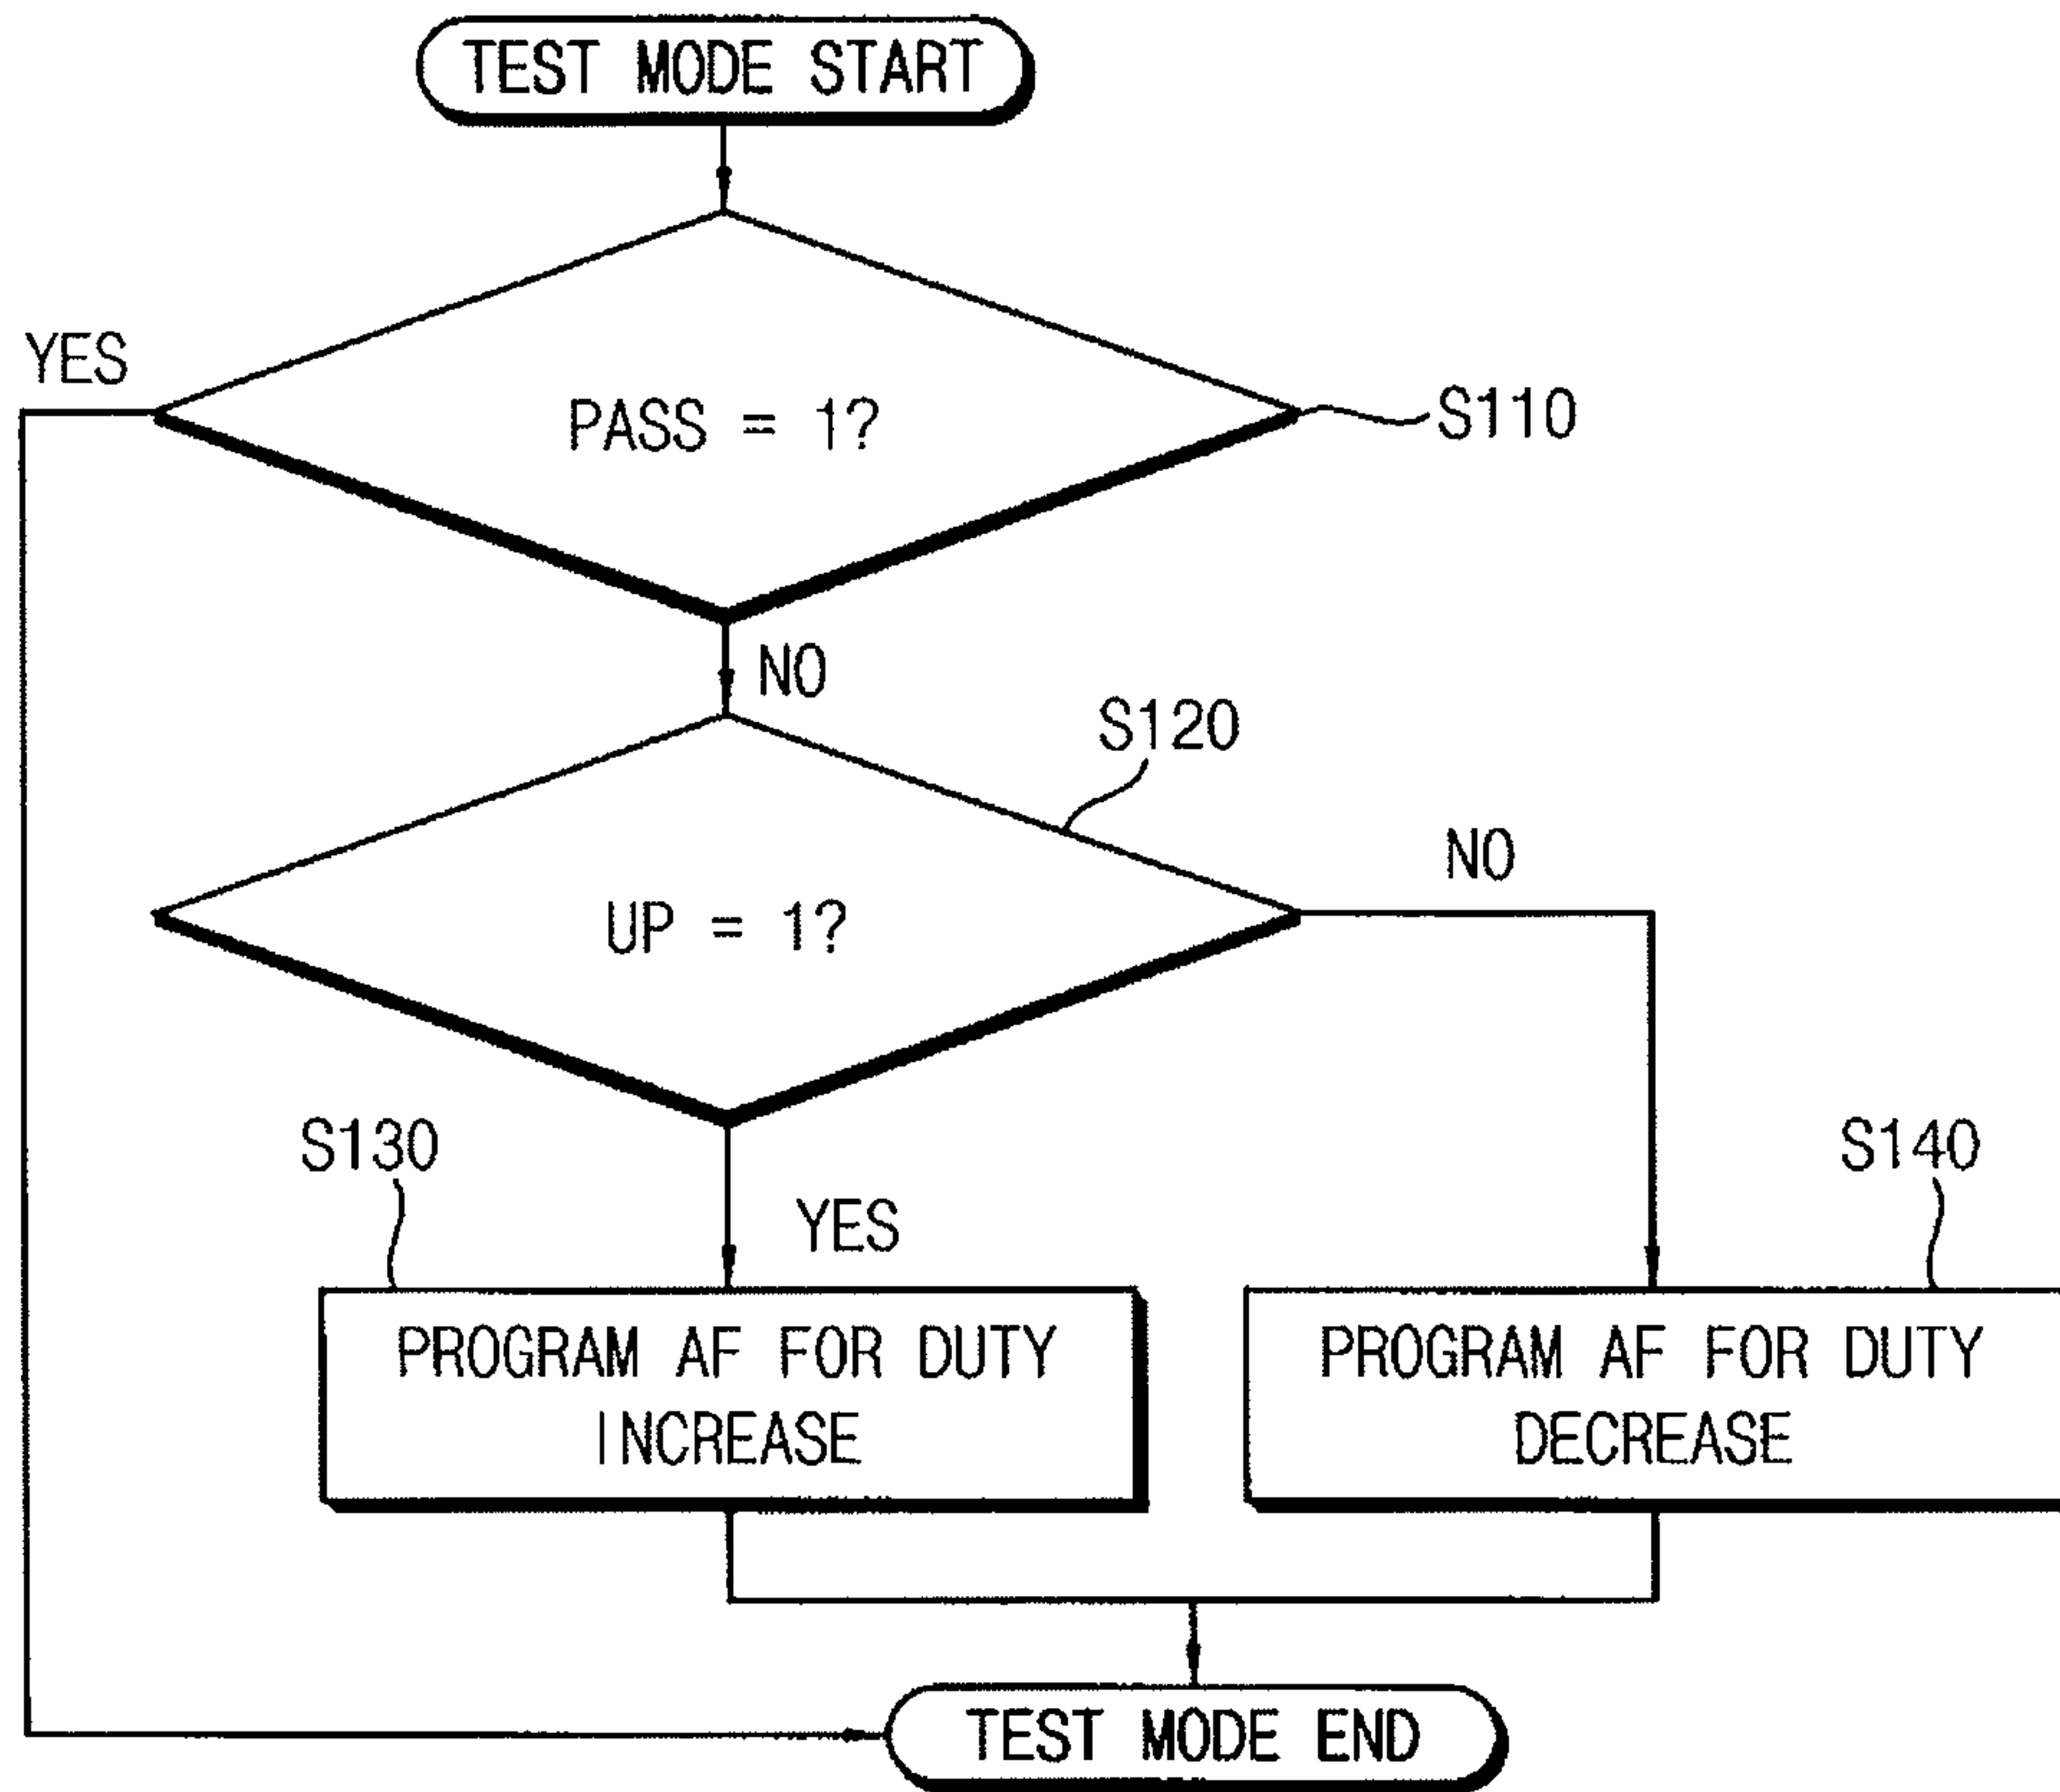 TEST MODE START
YES
PASS = 1?
S110
NO
S120
NO
UP = 1?
S130
S140
YES
PROGRAM AF FOR DUTY
INCREASE
PROGRAM AF FOR DUTY
DECREASE
TEST MODE END